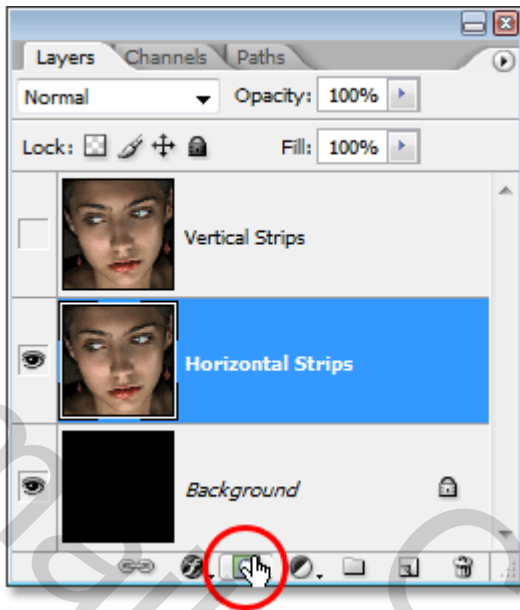 Layers Channels Paths
Normal Opacity: 100%
Lock: Fill: 100%
Vertical Strips
Horizontal Strips
Background